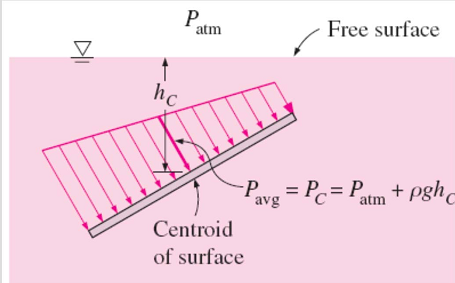 P_atm
Free surface
h_C
P_avg = P_C = P_atm + ρgh_C
Centroid
of surface